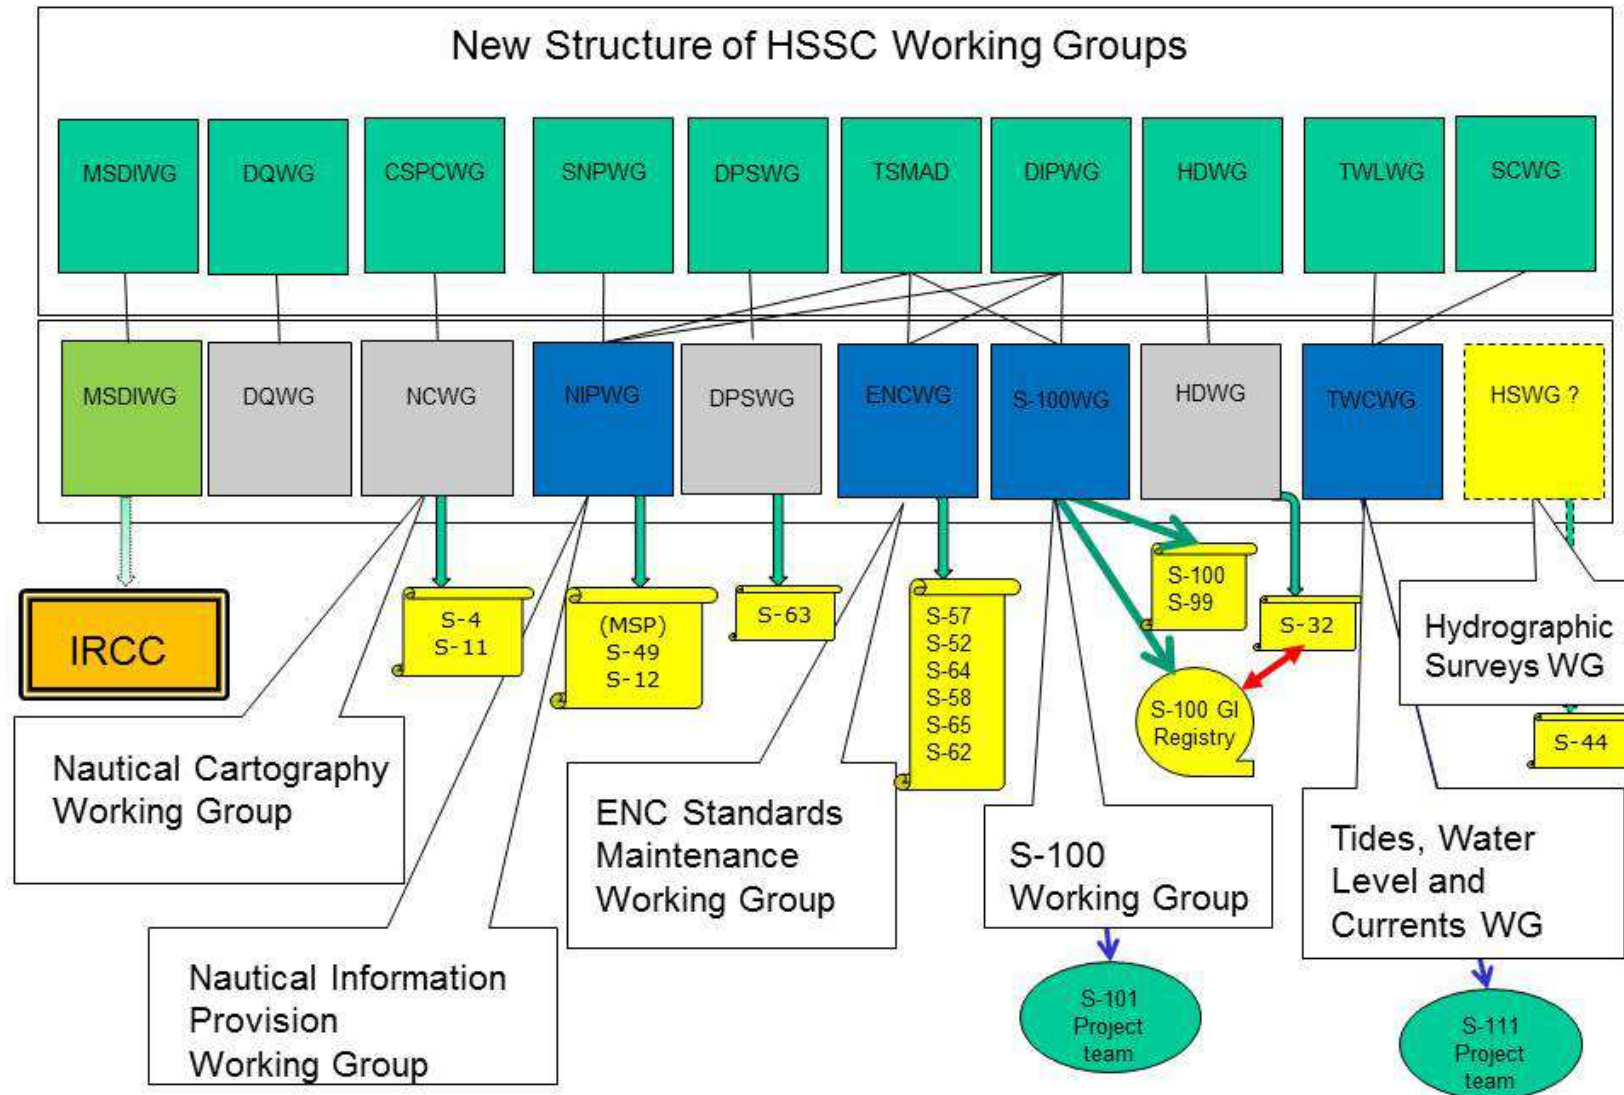 New Structure of HSSC Working Groups
MSDIWG
DQWG
CSPCWG
SNPWG
DPSWG
TSMAD
DIPWG
HDWG
TWLWG
SCWG
MSDIWG
DQWG
NCWG
NIPWG
DPSWG
ENCWG
S-100WG
HDWG
TWCWG
HSWG ?
IRCC
S-4
S-11
(MSP)
S-49
S-12
S-63
S-57
S-52
S-64
S-58
S-65
S-62
S-100
S-99
S-32
S-100 GI
Registry
Hydrographic
Surveys WG
S-44
Nautical Cartography
Working Group
Nautical Information
Provision
Working Group
ENC Standards
Maintenance
Working Group
S-100
Working Group
Tides, Water
Level and
Currents WG
S-101
Project
team
S-111
Project
team